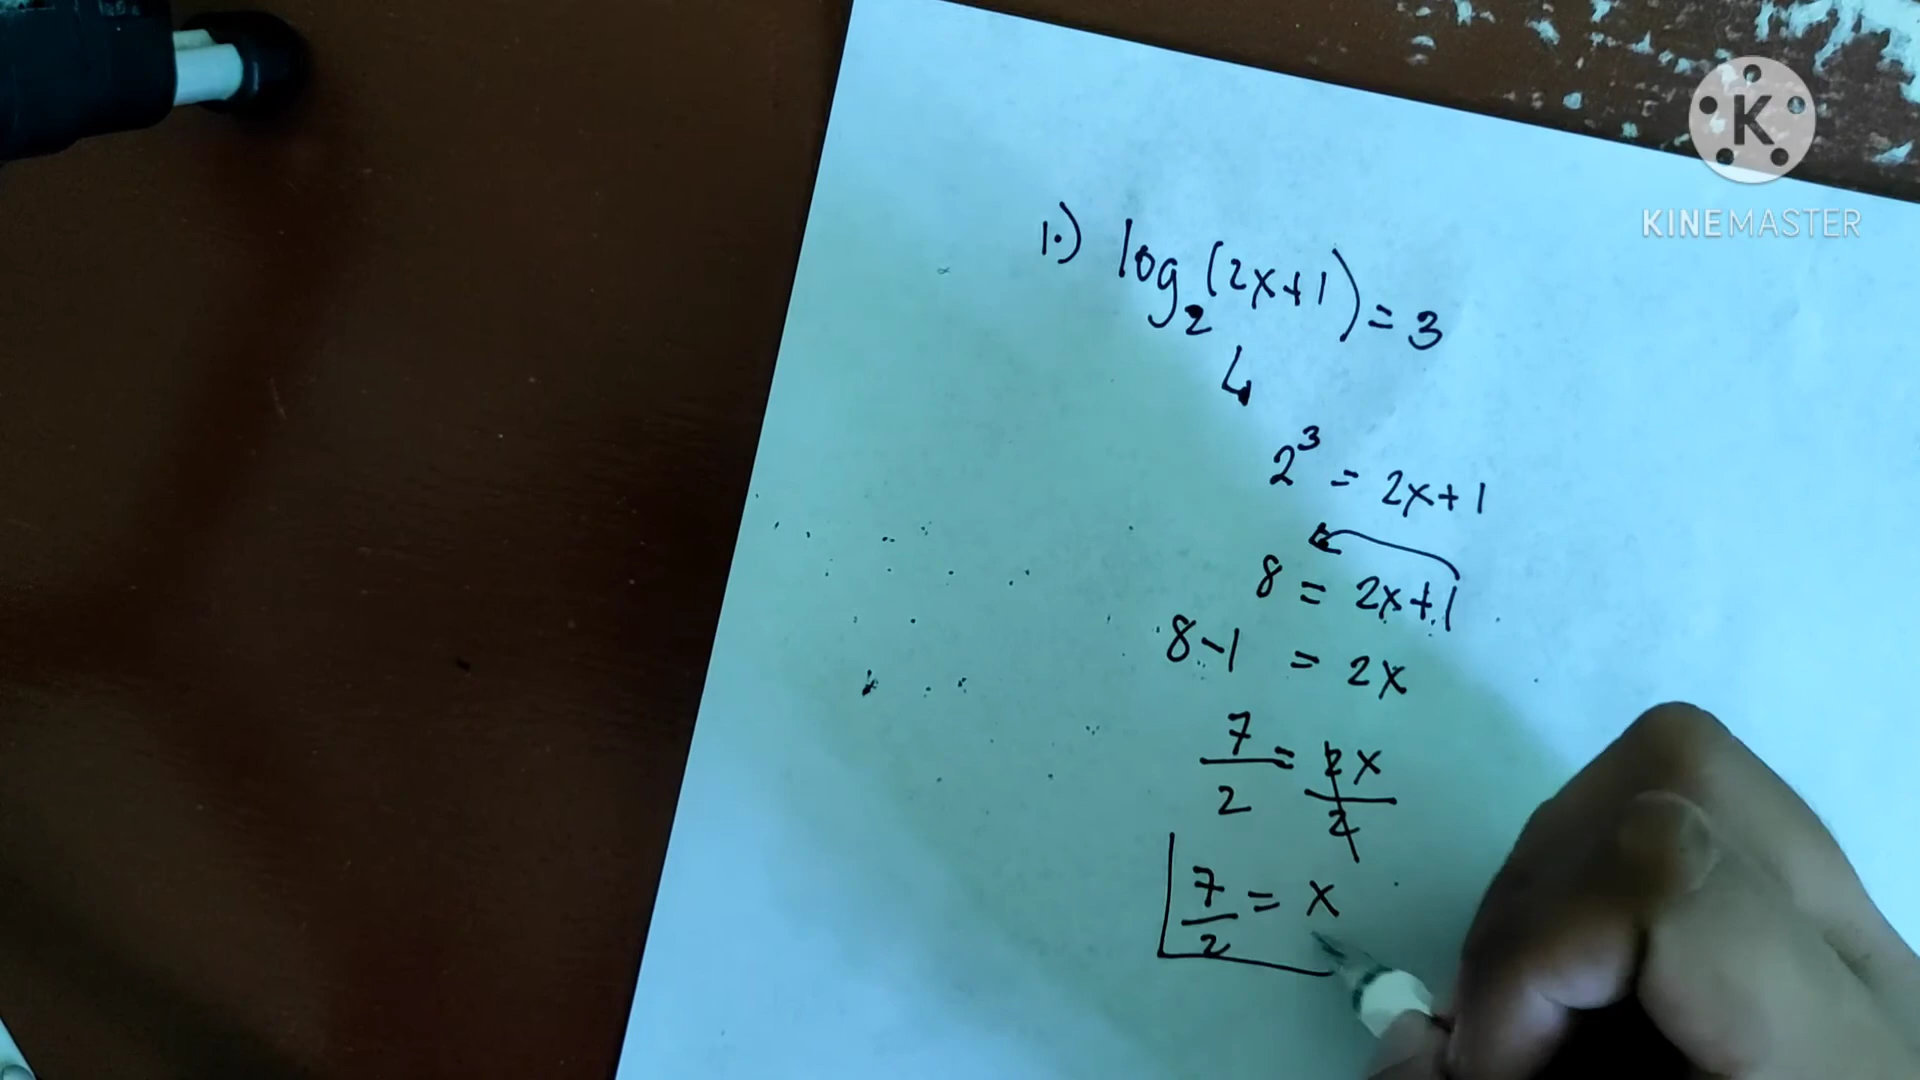 K
KINEMASTER
1.) log₂(2x+1) = 3
2³ = 2x+1
8 = 2x+1
8-1 = 2x
7/2 = 2x/2
7/2 = x